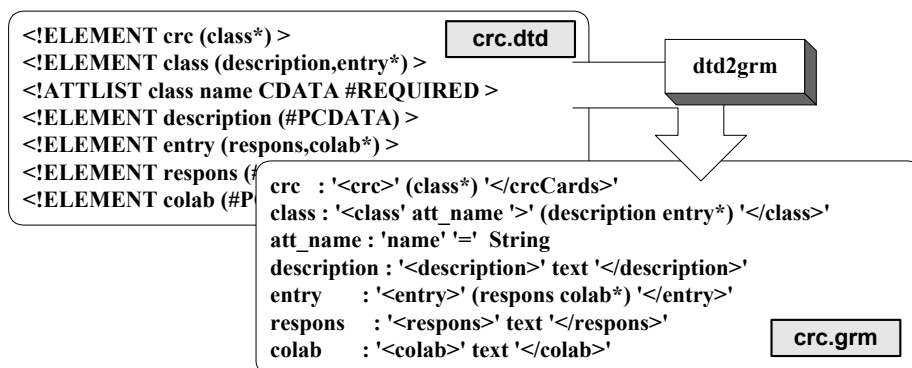 <!ELEMENT crc (class*) >
crc.dtd
<!ELEMENT class (description,entry*) >
<!ATTLIST class name CDATA #REQUIRED >
<!ELEMENT description (#PCDATA) >
<!ELEMENT entry (respons,colab*) >
<!ELEMENT respons (#
<!ELEMENT colab (#P
dtd2grm
crc : '<crc>' (class*) '</crcCards>'
class : '<class' att_name '>' (description entry*) '</class>'
att_name : 'name' '=' String
description : '<description>' text '</description>'
entry : '<entry>' (respons colab*) '</entry>'
respons : '<respons>' text '</respons>'
colab : '<colab>' text '</colab>'
crc.grm